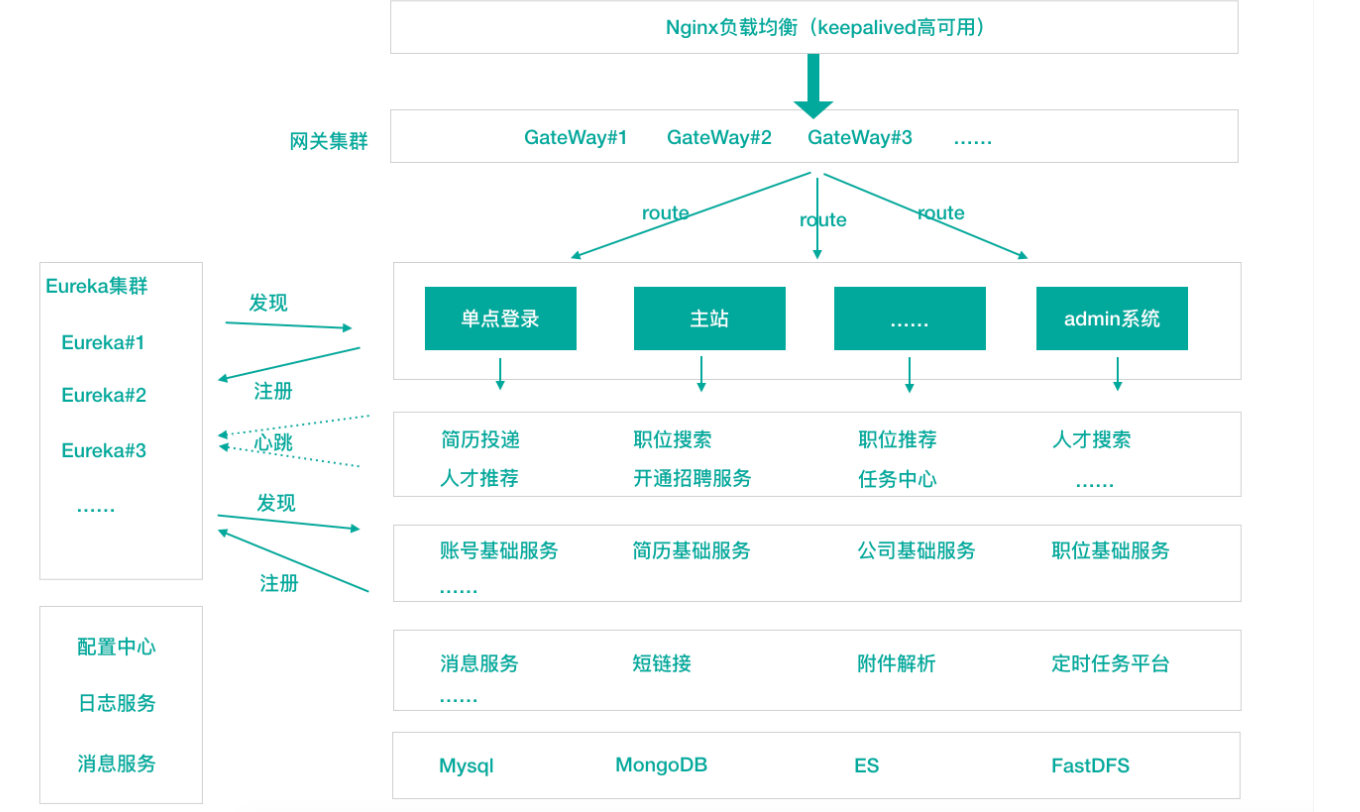 Nginx负载均衡（keepalived高可用）
网关集群
GateWay#1 GateWay#2 GateWay#3 ......
route route route
Eureka集群
Eureka#1
Eureka#2
Eureka#3
......
发现
注册
心跳
发现
注册
单点登录 主站 ...... admin系统
简历投递 职位搜索 职位推荐 人才搜索
人才推荐 开通招聘服务 任务中心 ......
账号基础服务 简历基础服务 公司基础服务 职位基础服务
......
配置中心
日志服务
消息服务
消息服务 短链接 附件解析 定时任务平台
......
Mysql MongoDB ES FastDFS